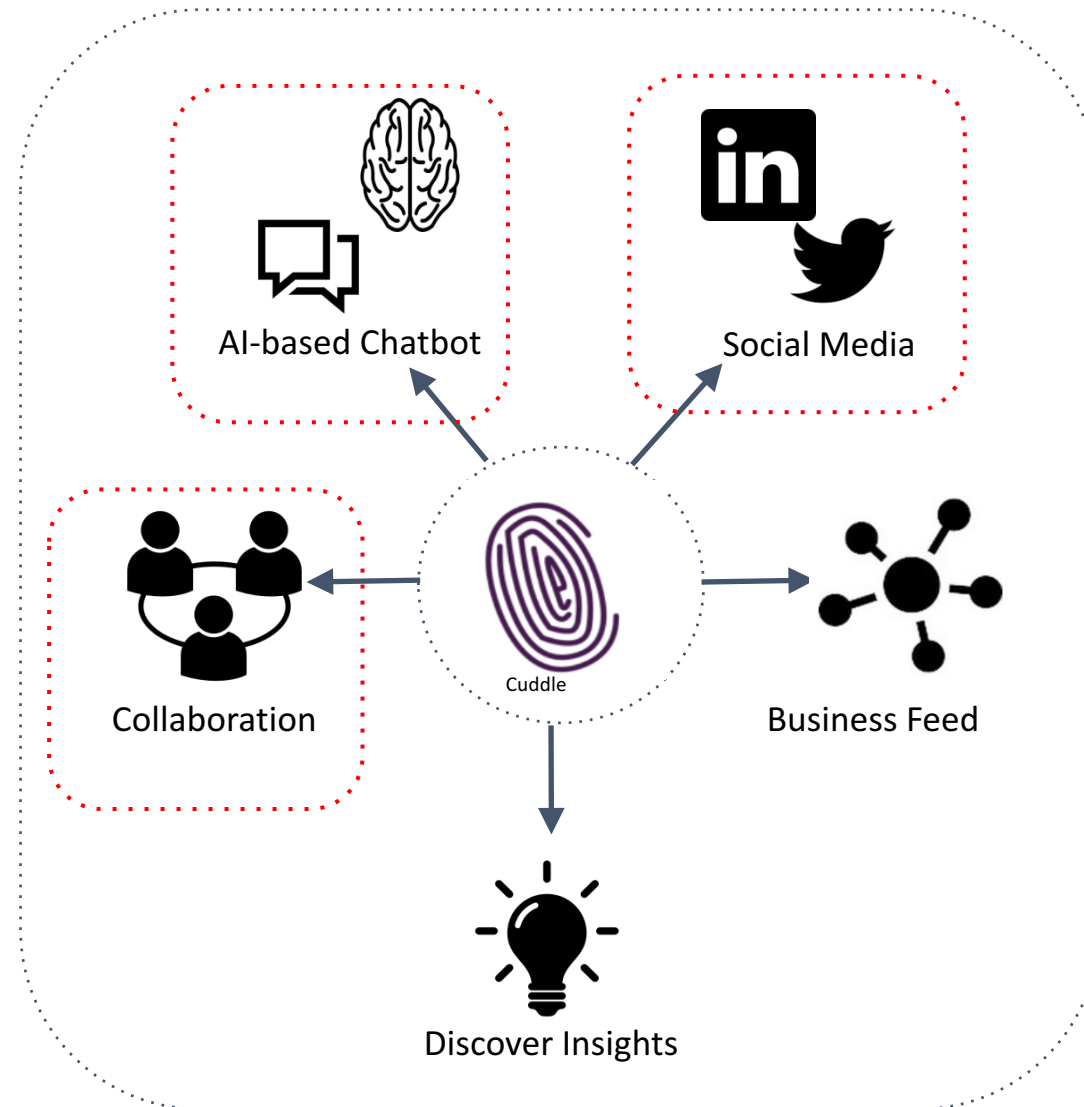 in
AI-based Chatbot
Social Media
Cuddle
Collaboration
Business Feed
Discover Insights